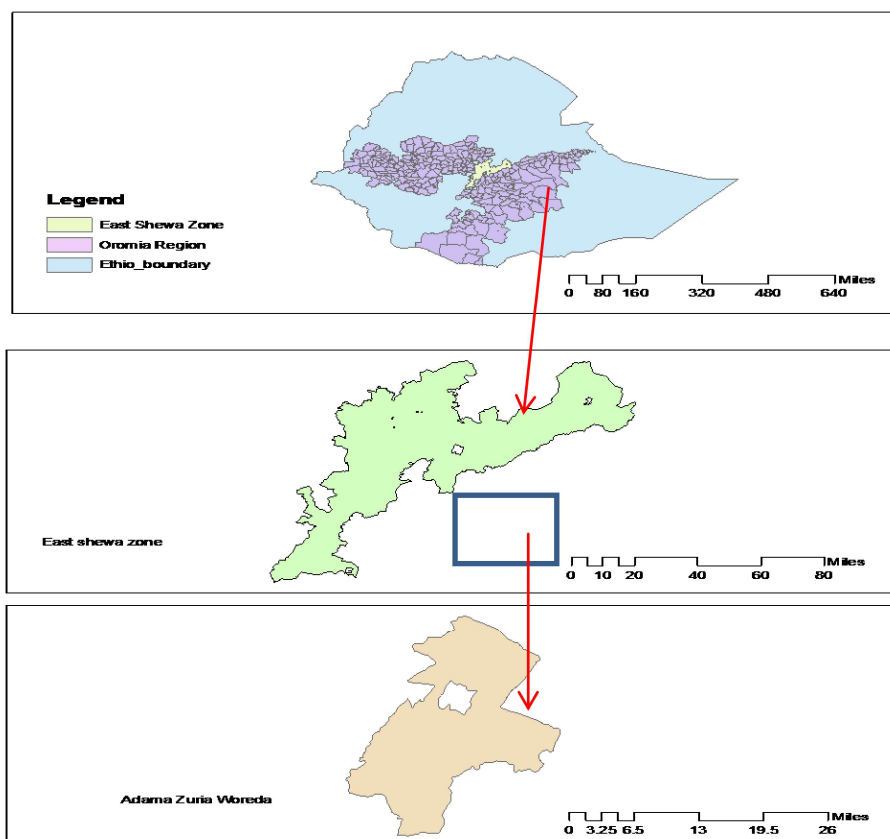 Legend
East Shewa Zone
Oromia Region
Ethio_boundary
Miles
0 80 160 320 480 640
East shewa zone
Miles
0 5 10 20 40 60 80
Adama Zuria Woreda
Miles
0 3.25 6.5 13 19.5 26